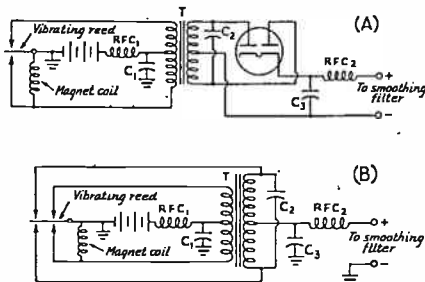 (A)
Vibrating reed
T
RFC₁
C₂
C₁
RFC₂
Magnet coil
C₃
+
To smoothing
filter
−
(B)
Vibrating reed
T
RFC₁
C₂
RFC₂
C₁
C₃
+
To smoothing
filter
Magnet coil
−